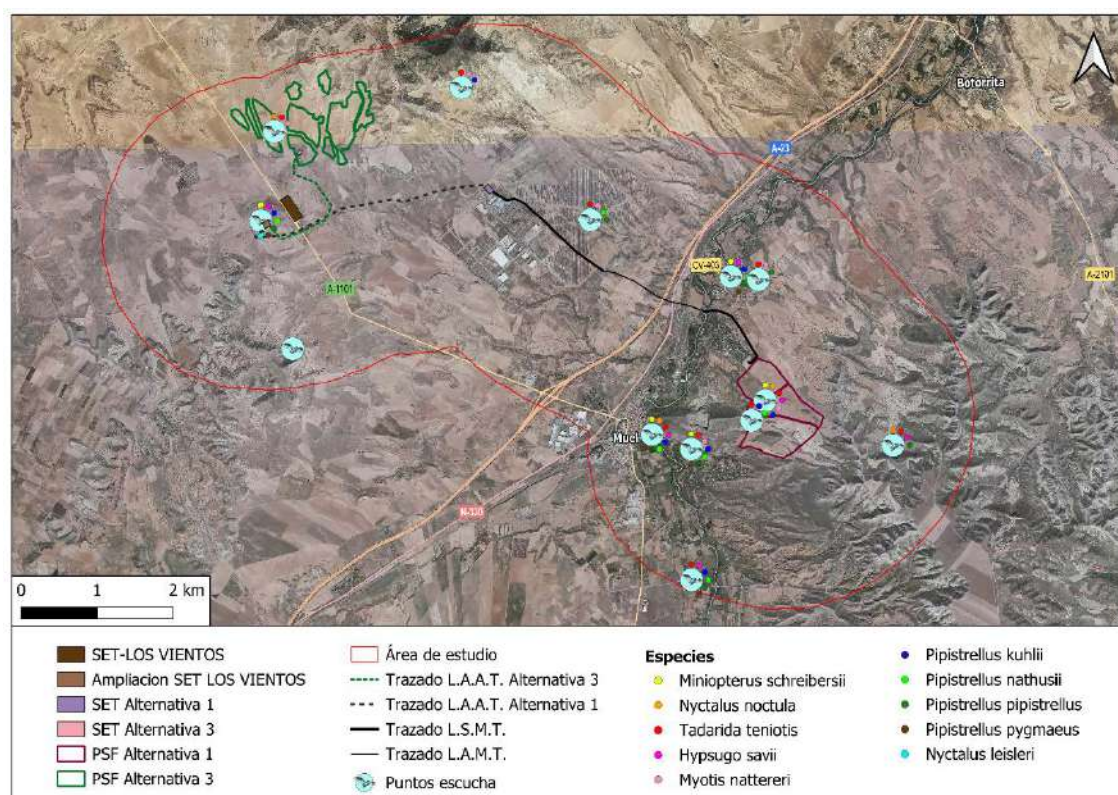 Botorrita
A-23
CV-403
A-2101
A-1101
Muel
N-330
0 1 2 km
SET-LOS VIENTOS
Ampliacion SET LOS VIENTOS
SET Alternativa 1
SET Alternativa 3
PSF Alternativa 1
PSF Alternativa 3
Área de estudio
Trazado L.A.A.T. Alternativa 3
Trazado L.A.A.T. Alternativa 1
Trazado L.S.M.T.
Trazado L.A.M.T.
Puntos escucha
Especies
Miniopterus schreibersii
Nyctalus noctula
Tadarida teniotis
Hypsugo savii
Myotis nattereri
Pipistrellus kuhlii
Pipistrellus nathusii
Pipistrellus pipistrellus
Pipistrellus pygmaeus
Nyctalus leisleri